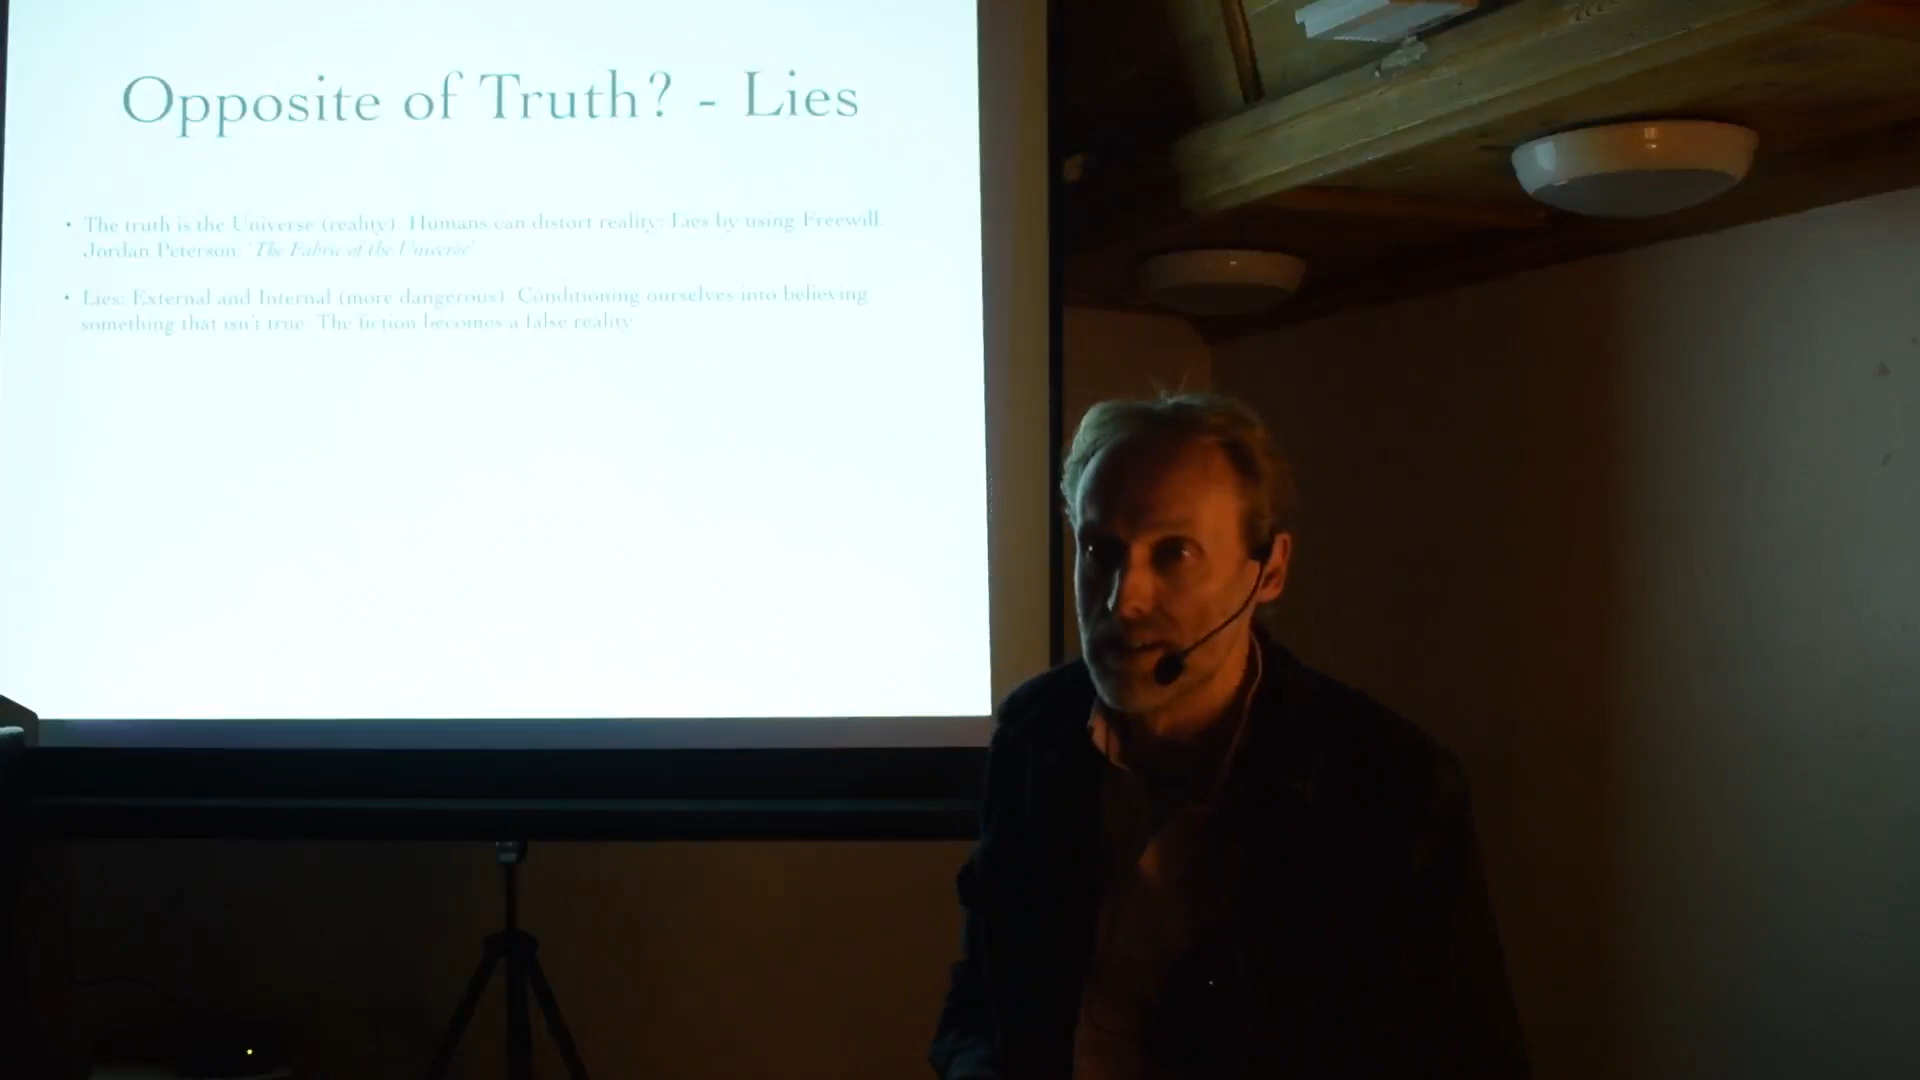 Opposite of Truth? - Lies
• The truth is the Universe (reality). Humans can distort reality: Lies by using Freewill.
Jordan Peterson: 'The Fabric of the Universe'
• Lies: External and Internal (more dangerous). Conditioning ourselves into believing
something that isn't true: The fiction becomes a false reality